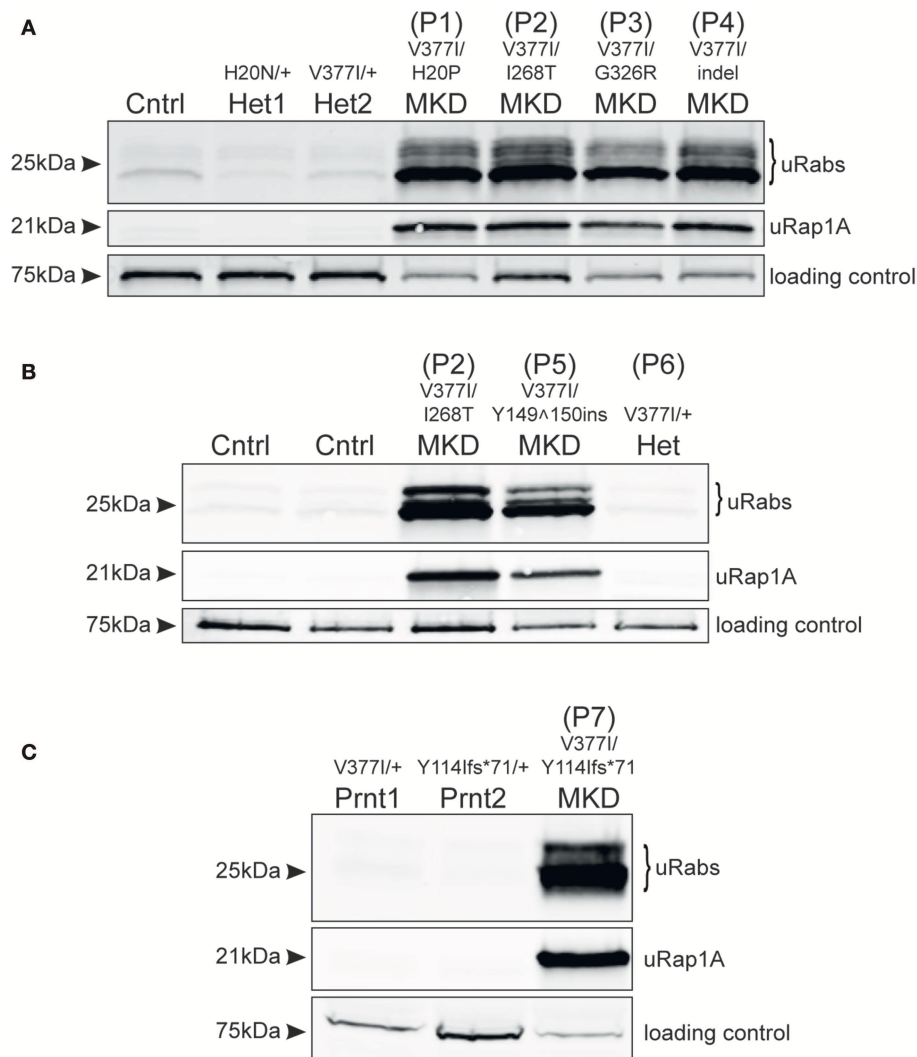 A
(P1) (P2) (P3) (P4)
V377I/ V377I/ V377I/ V377I/
H20N/+ V377I/+ H20P I268T G326R indel
Cntrl Het1 Het2 MKD MKD MKD MKD
25kDa uRabs
21kDa uRap1A
75kDa loading control
B
(P2) (P5) (P6)
V377I/ V377I/
I268T Y149^150ins V377I/+
Cntrl Cntrl MKD MKD Het
25kDa uRabs
21kDa uRap1A
75kDa loading control
C
(P7)
V377I/
V377I/+ Y114Ifs*71/+ Y114Ifs*71
Prnt1 Prnt2 MKD
25kDa uRabs
21kDa uRap1A
75kDa loading control